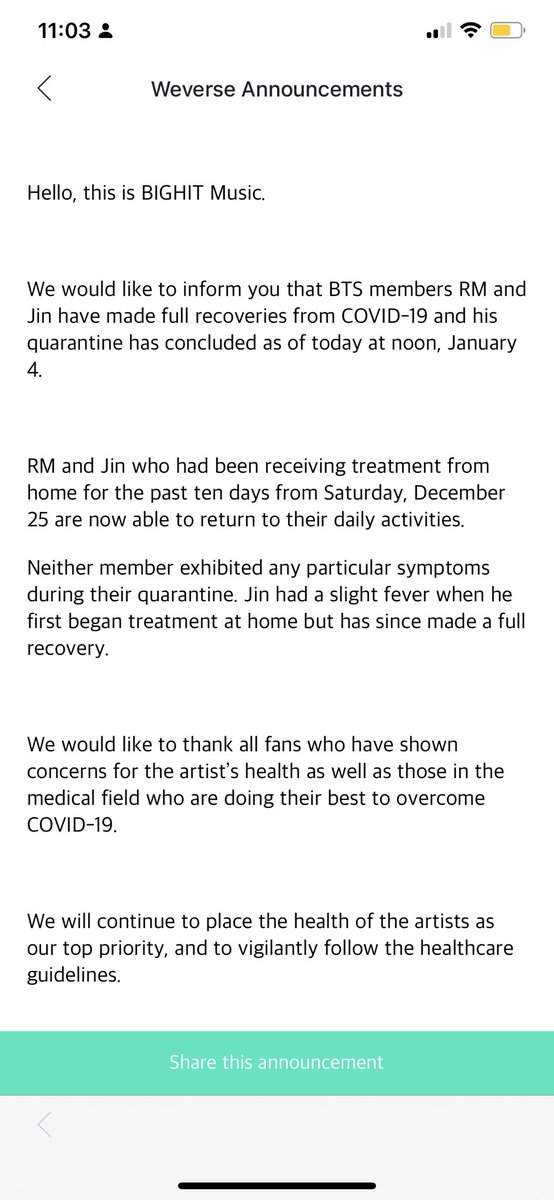 11:03
Weverse Announcements
Hello, this is BIGHIT Music.
We would like to inform you that BTS members RM and
Jin have made full recoveries from COVID-19 and his
quarantine has concluded as of today at noon, January
4.
RM and Jin who had been receiving treatment from
home for the past ten days from Saturday, December
25 are now able to return to their daily activities.
Neither member exhibited any particular symptoms
during their quarantine. Jin had a slight fever when he
first began treatment at home but has since made a full
recovery.
We would like to thank all fans who have shown
concerns for the artist’s health as well as those in the
medical field who are doing their best to overcome
COVID-19.
We will continue to place the health of the artists as
our top priority, and to vigilantly follow the healthcare
guidelines.
Share this announcement